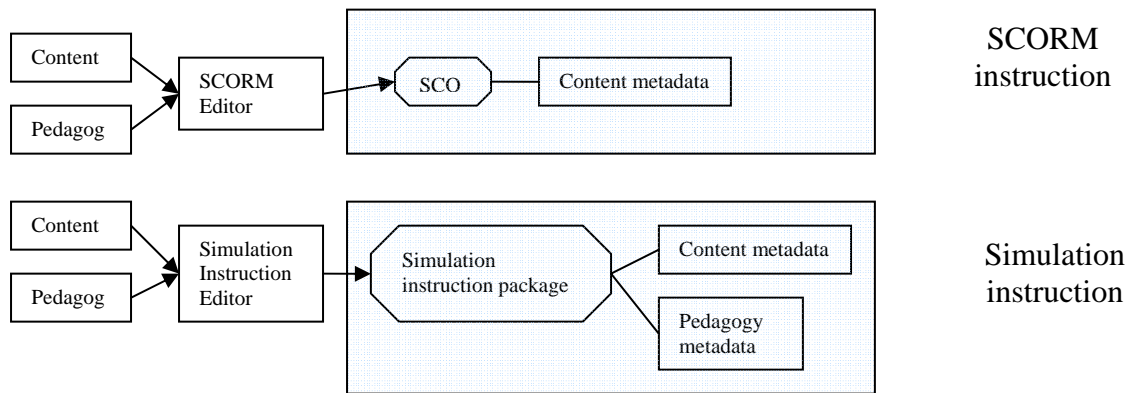 Content
Pedagog
SCORM
Editor
SCO
Content metadata
SCORM
instruction
Content
Pedagog
Simulation
Instruction
Editor
Simulation
instruction package
Content metadata
Pedagogy
metadata
Simulation
instruction